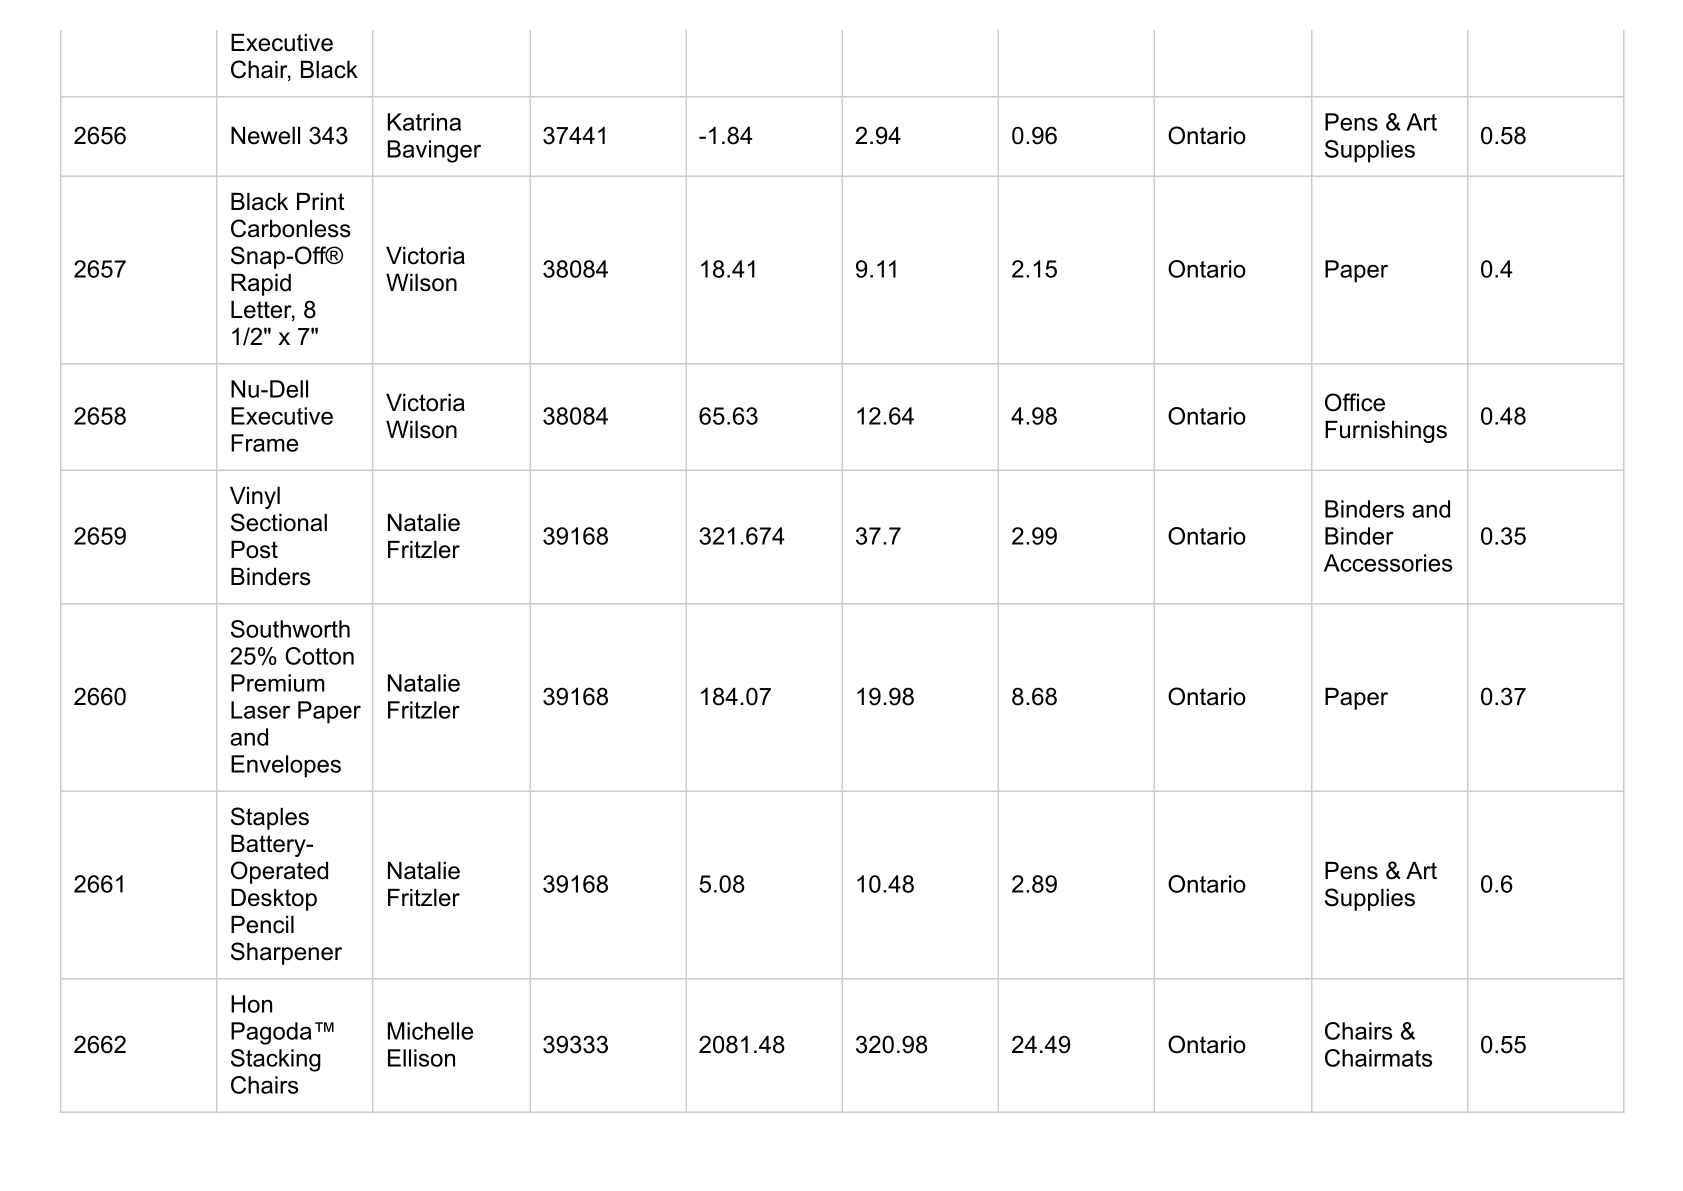 Executive
Chair, Black
2656
Newell 343
Katrina
Bavinger
37441
-1.84
2.94
0.96
Ontario
Pens & Art
Supplies
0.58
2657
Black Print
Carbonless
Snap-Off®
Rapid
Letter, 8
1/2" x 7"
Victoria
Wilson
38084
18.41
9.11
2.15
Ontario
Paper
0.4
2658
Nu-Dell
Executive
Frame
Victoria
Wilson
38084
65.63
12.64
4.98
Ontario
Office
Furnishings
0.48
2659
Vinyl
Sectional
Post
Binders
Natalie
Fritzler
39168
321.674
37.7
2.99
Ontario
Binders and
Binder
Accessories
0.35
2660
Southworth
25% Cotton
Premium
Laser Paper
and
Envelopes
Natalie
Fritzler
39168
184.07
19.98
8.68
Ontario
Paper
0.37
2661
Staples
Battery-
Operated
Desktop
Pencil
Sharpener
Natalie
Fritzler
39168
5.08
10.48
2.89
Ontario
Pens & Art
Supplies
0.6
2662
Hon
Pagoda™
Stacking
Chairs
Michelle
Ellison
39333
2081.48
320.98
24.49
Ontario
Chairs &
Chairmats
0.55